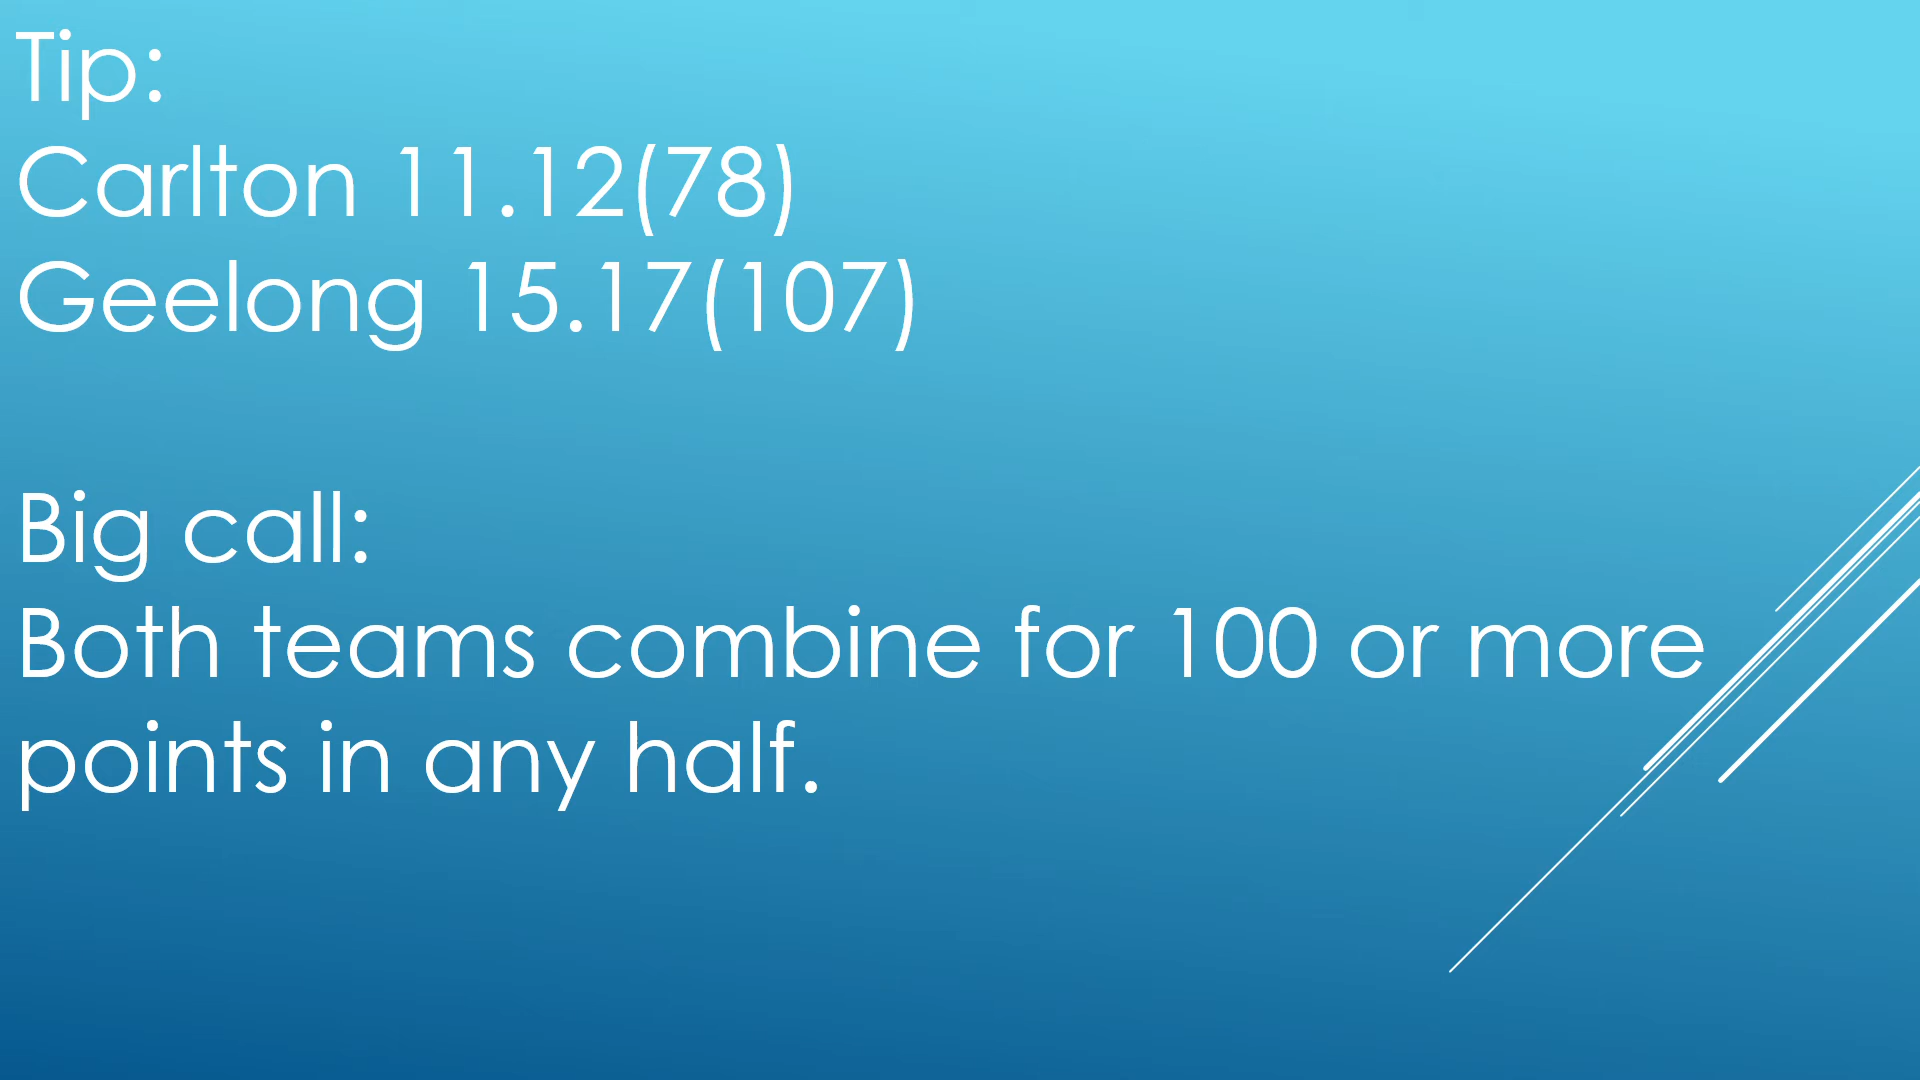 Tip:
Carlton 11.12(78)
Geelong 15.17(107)
Big call:
Both teams combine for 100 or more
points in any half.